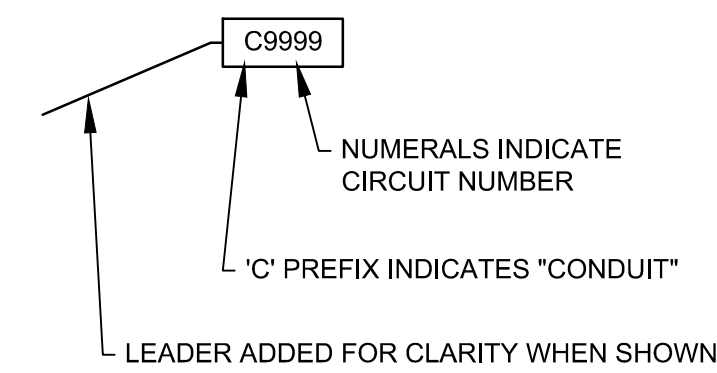 C9999
NUMERALS INDICATE
CIRCUIT NUMBER
'C' PREFIX INDICATES "CONDUIT"
LEADER ADDED FOR CLARITY WHEN SHOWN